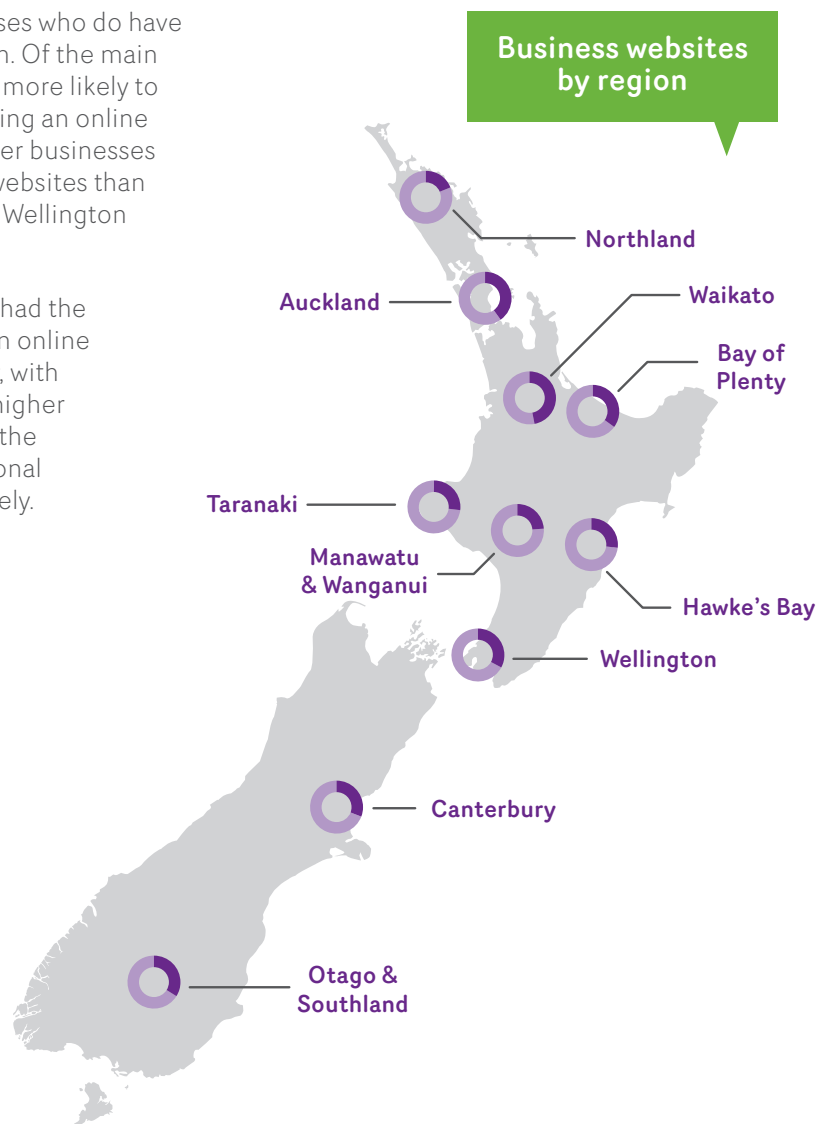 ses who do have
n. Of the main
more likely to
ing an online
er businesses
websites than
Wellington
had the
n online
, with
higher
the
onal
ely.
Business websites
by region
Northland
Auckland
Waikato
Bay of
Plenty
Taranaki
Manawatu
& Wanganui
Hawke's Bay
Wellington
Canterbury
Otago &
Southland